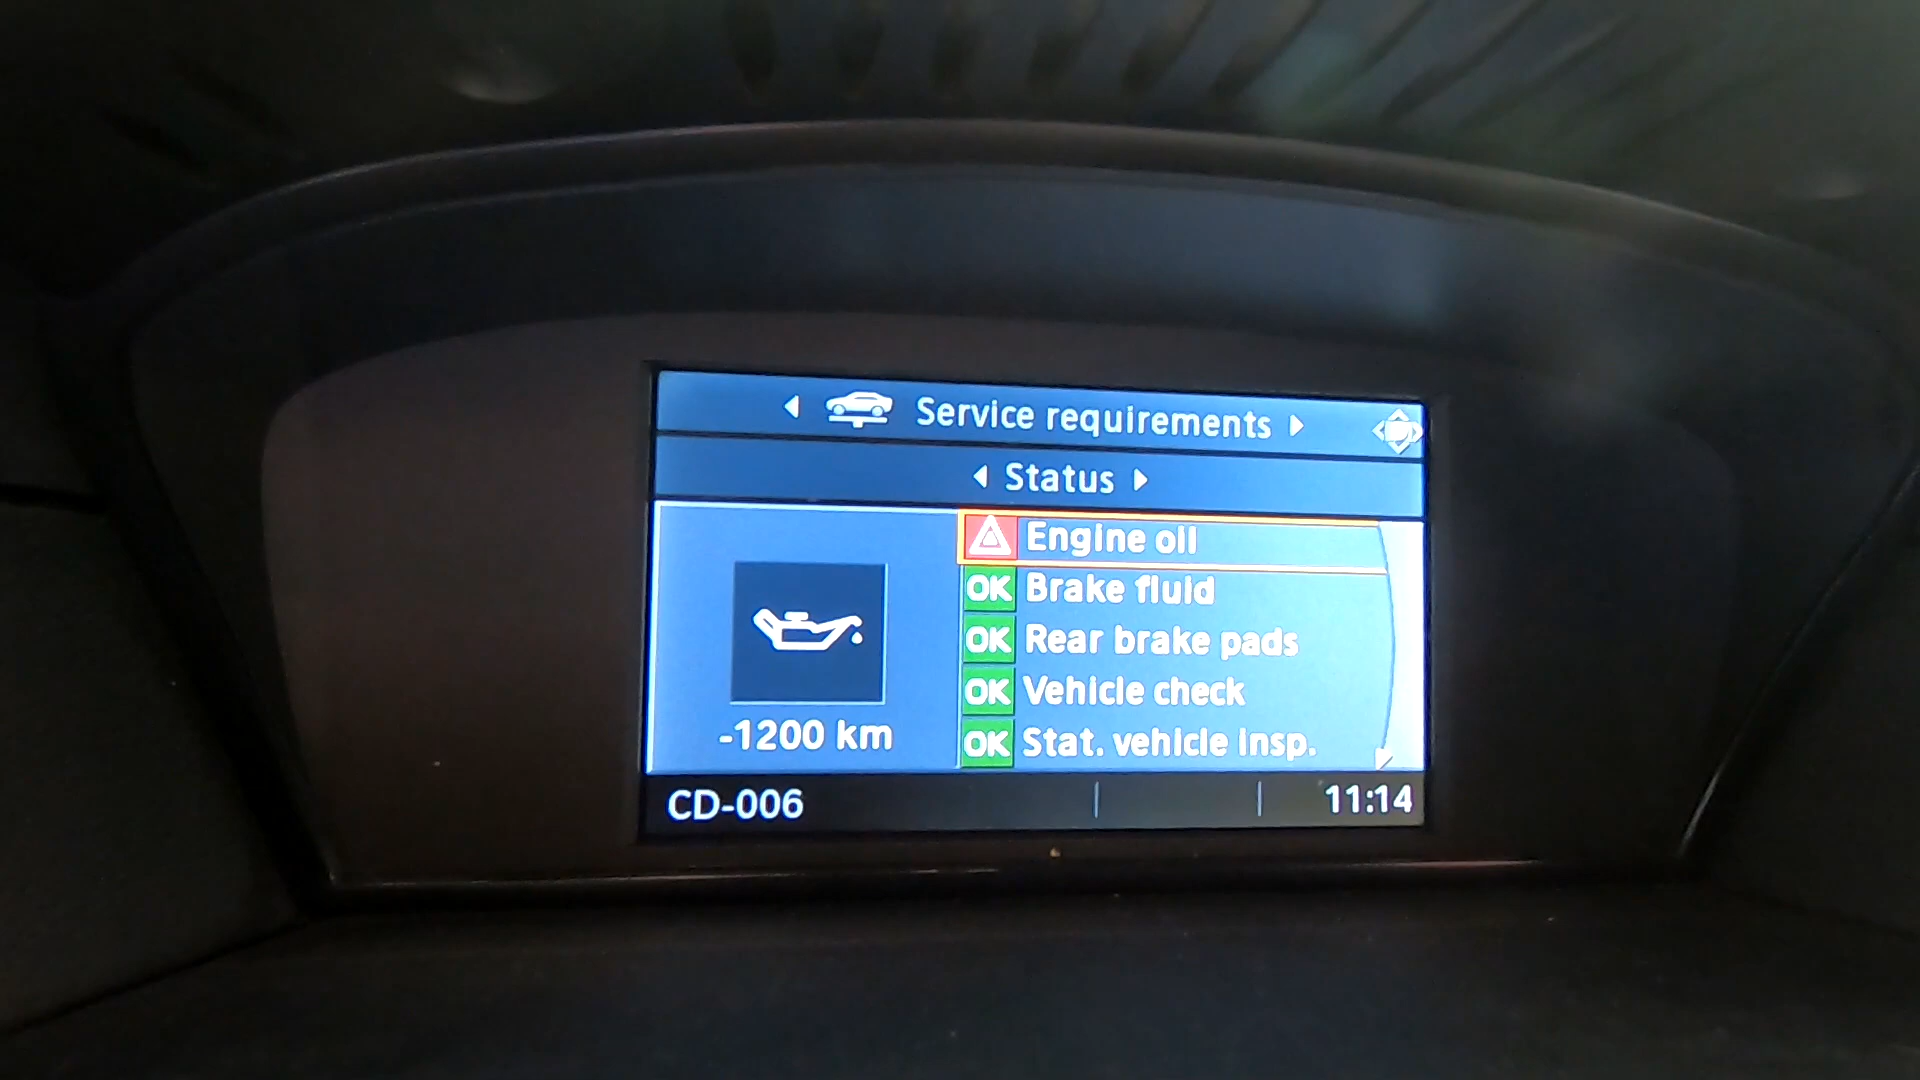 Service requirements
Status
Engine oil
OK Brake fluid
OK Rear brake pads
OK Vehicle check
OK Stat. vehicle insp.
-1200 km
CD-006
11:14